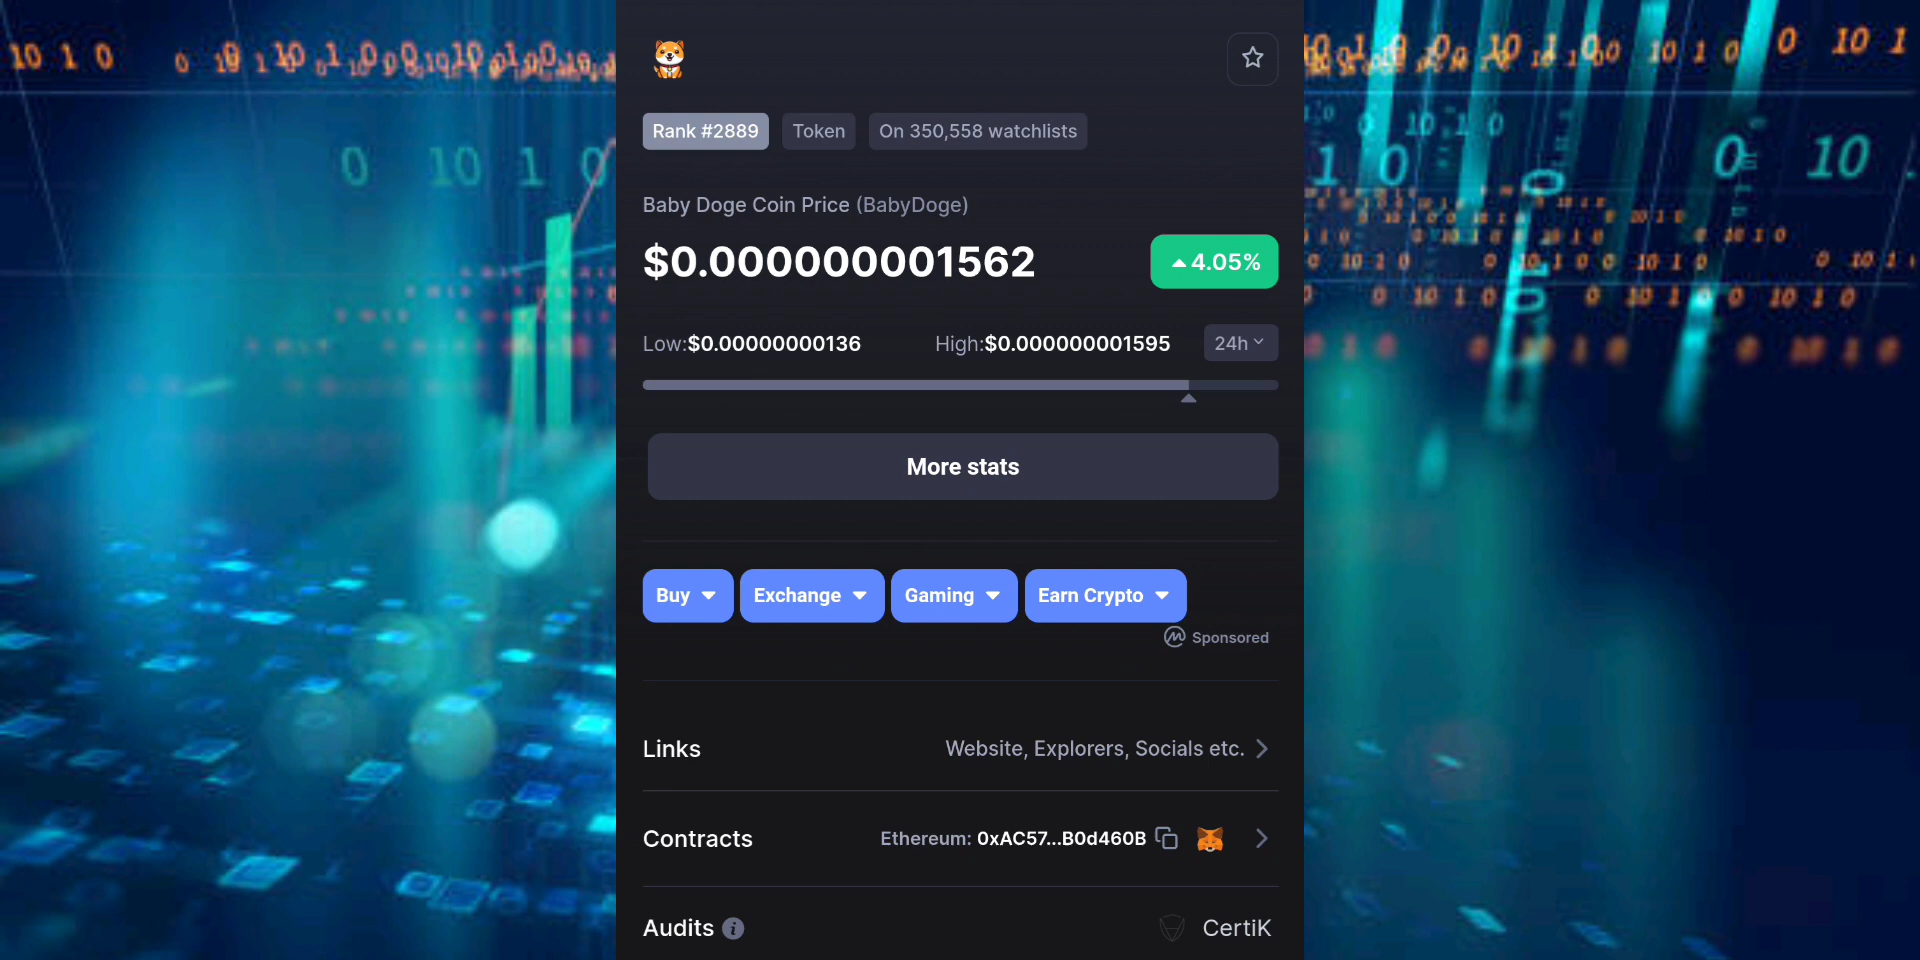 Rank #2889 Token On 350,558 watchlists
Baby Doge Coin Price (BabyDoge)
$0.000000001562 4.05%
Low:$0.00000000136 High:$0.000000001595 24h
More stats
Buy Exchange Gaming Earn Crypto
Sponsored
Links Website, Explorers, Socials etc.
Contracts Ethereum: 0xAC57...B0d460B
Audits CertiK